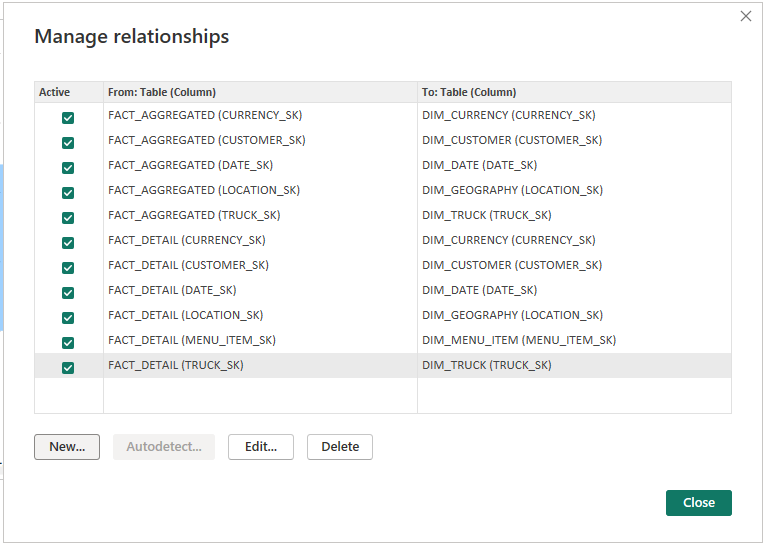 Manage relationships
Active From: Table (Column) To: Table (Column)
FACT_AGGREGATED (CURRENCY_SK) DIM_CURRENCY (CURRENCY_SK)
FACT_AGGREGATED (CUSTOMER_SK) DIM_CUSTOMER (CUSTOMER_SK)
FACT_AGGREGATED (DATE_SK) DIM_DATE (DATE_SK)
FACT_AGGREGATED (LOCATION_SK) DIM_GEOGRAPHY (LOCATION_SK)
FACT_AGGREGATED (TRUCK_SK) DIM_TRUCK (TRUCK_SK)
FACT_DETAIL (CURRENCY_SK) DIM_CURRENCY (CURRENCY_SK)
FACT_DETAIL (CUSTOMER_SK) DIM_CUSTOMER (CUSTOMER_SK)
FACT_DETAIL (DATE_SK) DIM_DATE (DATE_SK)
FACT_DETAIL (LOCATION_SK) DIM_GEOGRAPHY (LOCATION_SK)
FACT_DETAIL (MENU_ITEM_SK) DIM_MENU_ITEM (MENU_ITEM_SK)
FACT_DETAIL (TRUCK_SK) DIM_TRUCK (TRUCK_SK)
New... Autodetect... Edit... Delete
Close